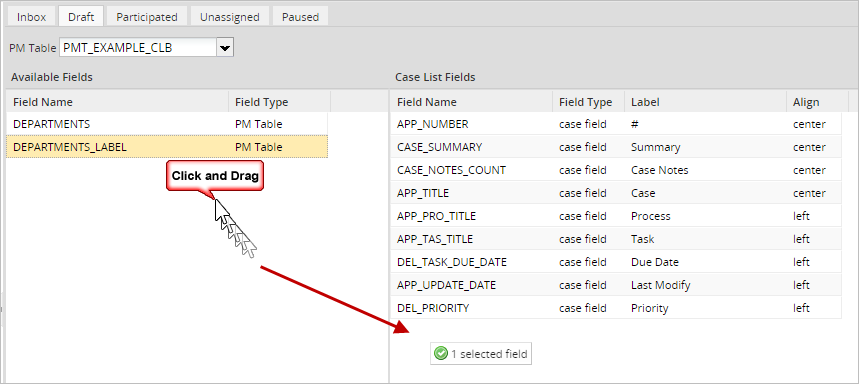 Inbox Draft Participated Unassigned Paused
PM Table PMT_EXAMPLE_CLB
Available Fields Case List Fields
Field Name Field Type Field Name Field Type Label Align
DEPARTMENTS PM Table APP_NUMBER case field # center
DEPARTMENTS_LABEL PM Table CASE_SUMMARY case field Summary center
Click and Drag CASE_NOTES_COUNT case field Case Notes center
APP_TITLE case field Case center
APP_PRO_TITLE case field Process left
APP_TAS_TITLE case field Task left
DEL_TASK_DUE_DATE case field Due Date left
APP_UPDATE_DATE case field Last Modify left
DEL_PRIORITY case field Priority left
1 selected field